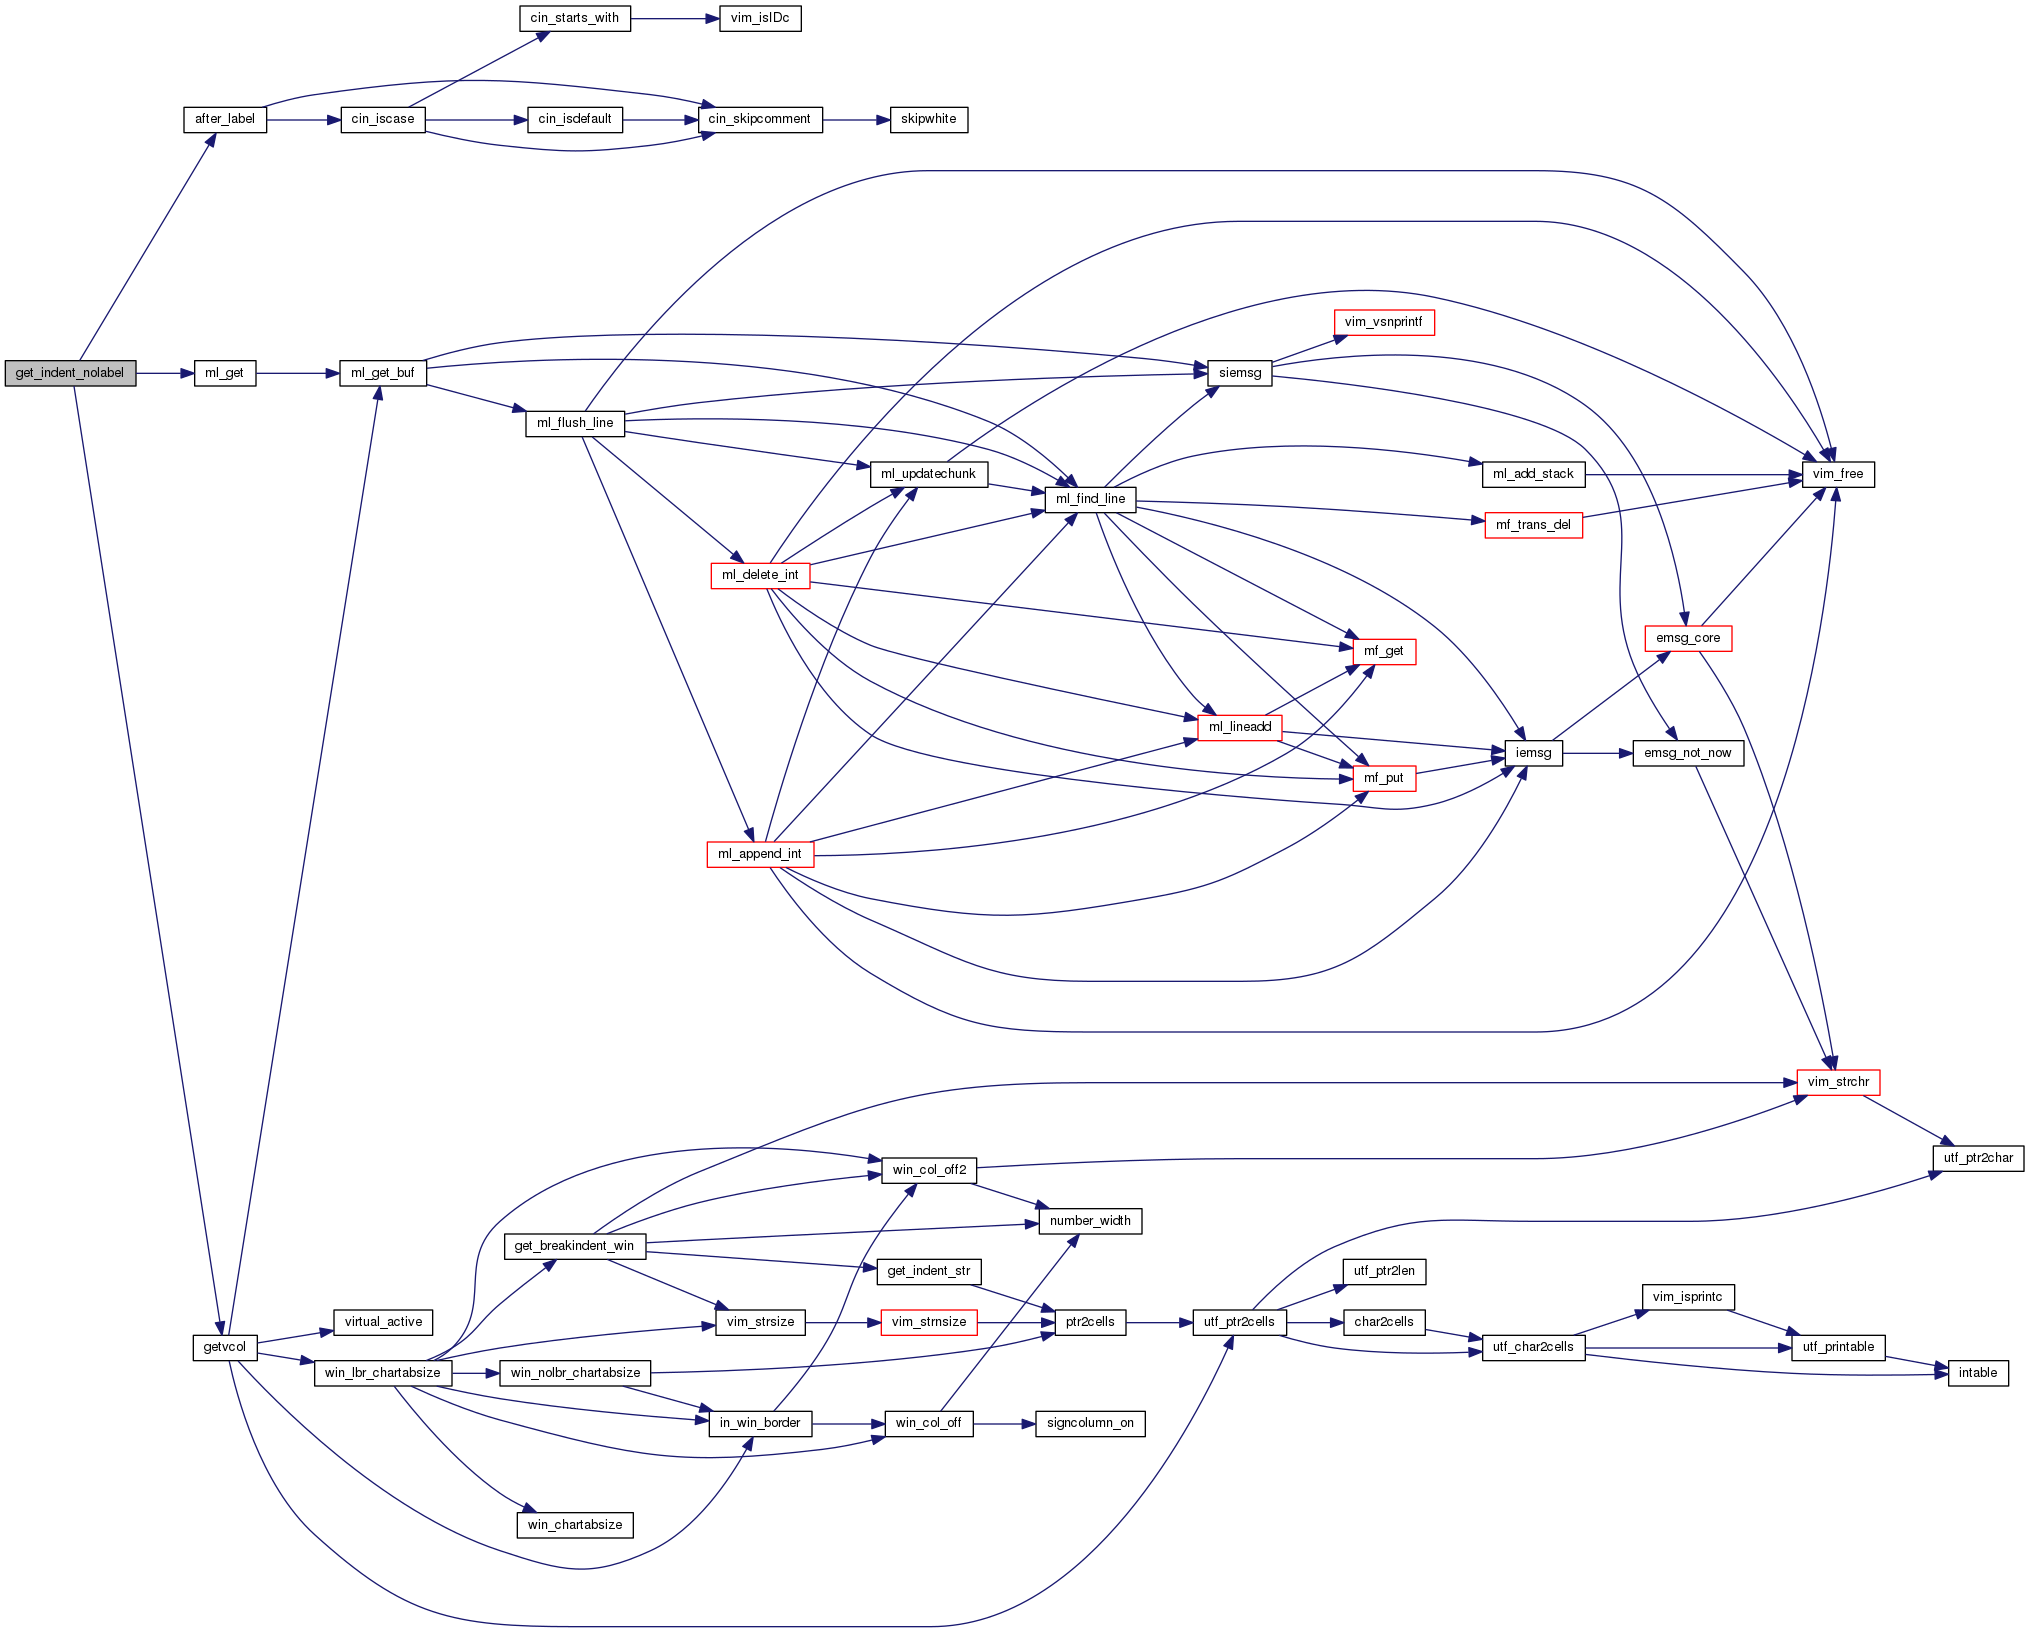 cin_starts_with
vim_isIDc
after_label
cin_iscase
cin_isdefault
cin_skipcomment
skipwhite
vim_vsnprintf
get_indent_nolabel
ml_get
ml_get_buf
siemsg
ml_flush_line
ml_updatechunk
ml_find_line
ml_add_stack
vim_free
mf_trans_del
ml_delete_int
emsg_core
mf_get
ml_lineadd
iemsg
emsg_not_now
mf_put
ml_append_int
vim_strchr
utf_ptr2char
win_col_off2
number_width
get_breakindent_win
get_indent_str
utf_ptr2len
vim_isprintc
virtual_active
vim_strsize
vim_strnsize
ptr2cells
utf_ptr2cells
char2cells
getvcol
utf_char2cells
utf_printable
win_lbr_chartabsize
win_nolbr_chartabsize
intable
in_win_border
win_col_off
signcolumn_on
win_chartabsize